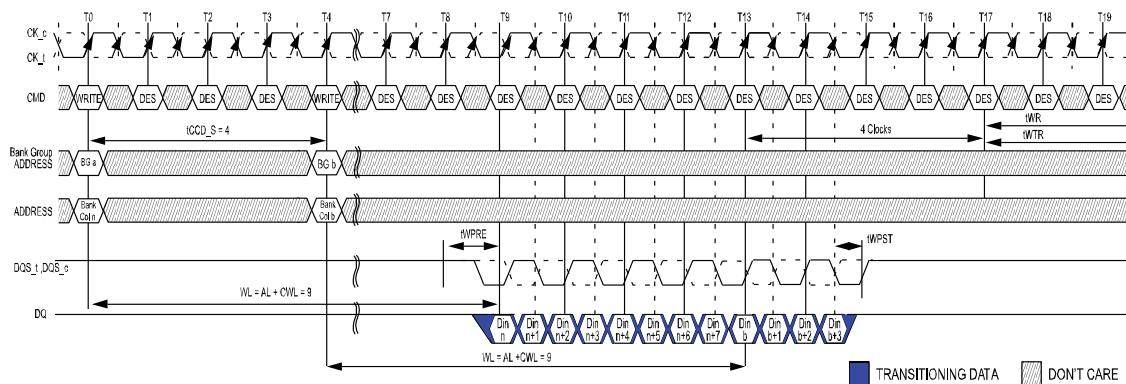 T0 T1 T2 T3 T4 T7 T8 T9 T10 T11 T12 T13 T14 T15 T16 T17 T18 T19
CK_c
CK_t
CMD WRITE DES DES DES WRITE DES DES DES DES DES DES DES DES DES DES DES DES DES
tWR
tCCD_S = 4
4 Clocks
tWTR
Bank Group
ADDRESS BG a BG b
ADDRESS Bank Col n Bank Col b
tWPRE tWPST
DQS_t ,DQS_c
WL = AL + CWL = 9
DQ Din n Din n+1 Din n+2 Din n+3 Din n+4 Din n+5 Din n+6 Din n+7 Din b Din b+1 Din b+2 Din b+3
WL = AL +CWL = 9
TRANSITIONING DATA DON'T CARE